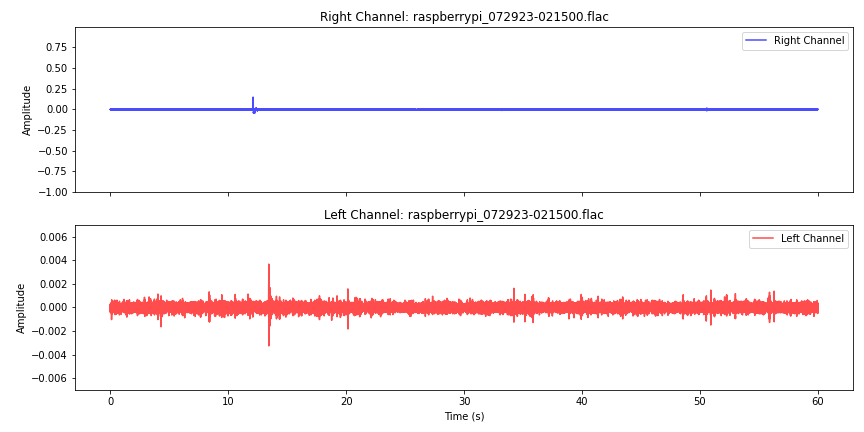 Right Channel: raspberrypi_072923-021500.flac
Right Channel
0.75
0.50
0.25
0.00
−0.25
−0.50
−0.75
−1.00
Amplitude
Left Channel: raspberrypi_072923-021500.flac
Left Channel
0.006
0.004
0.002
0.000
−0.002
−0.004
−0.006
Amplitude
0 10 20 30 40 50 60
Time (s)